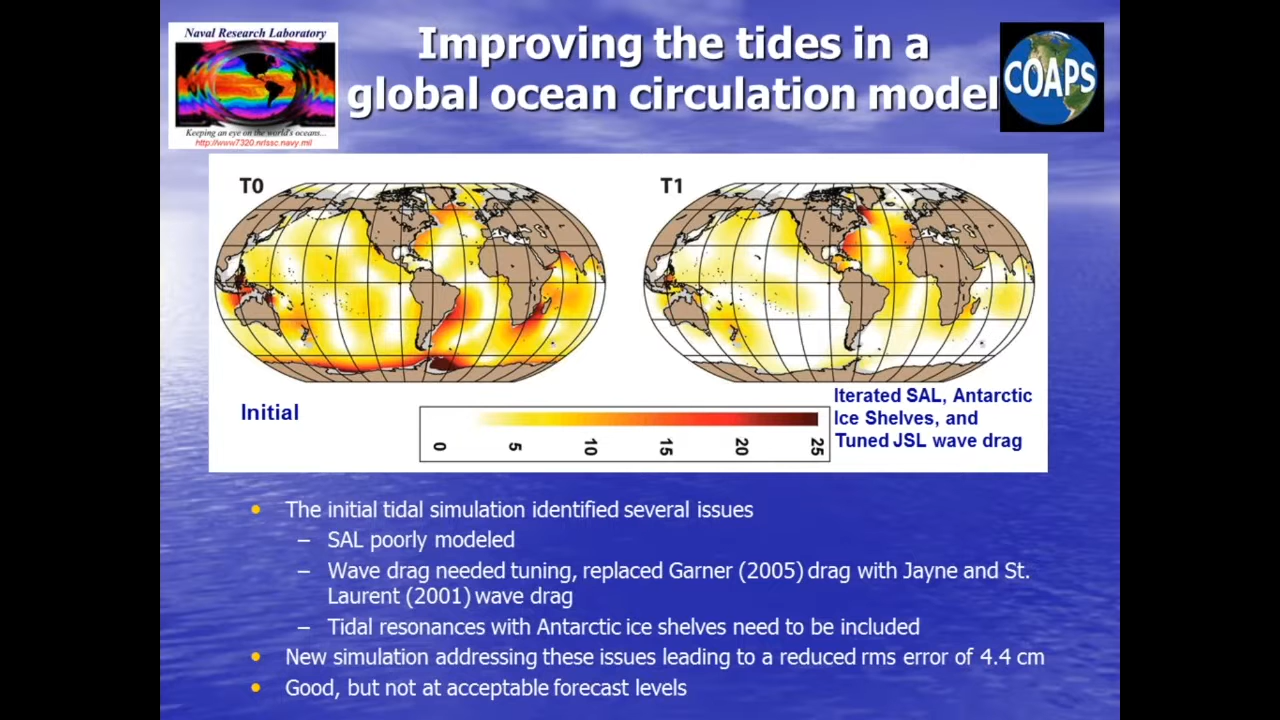 Naval Research Laboratory
Keeping an eye on the world's oceans...
http://www7320.nrlssc.navy.mil
Improving the tides in a
global ocean circulation model
COAPS
T0
T1
Initial
0 5 10 15 20 25
Iterated SAL, Antarctic
Ice Shelves, and
Tuned JSL wave drag
• The initial tidal simulation identified several issues
– SAL poorly modeled
– Wave drag needed tuning, replaced Garner (2005) drag with Jayne and St.
Laurent (2001) wave drag
– Tidal resonances with Antarctic ice shelves need to be included
• New simulation addressing these issues leading to a reduced rms error of 4.4 cm
• Good, but not at acceptable forecast levels